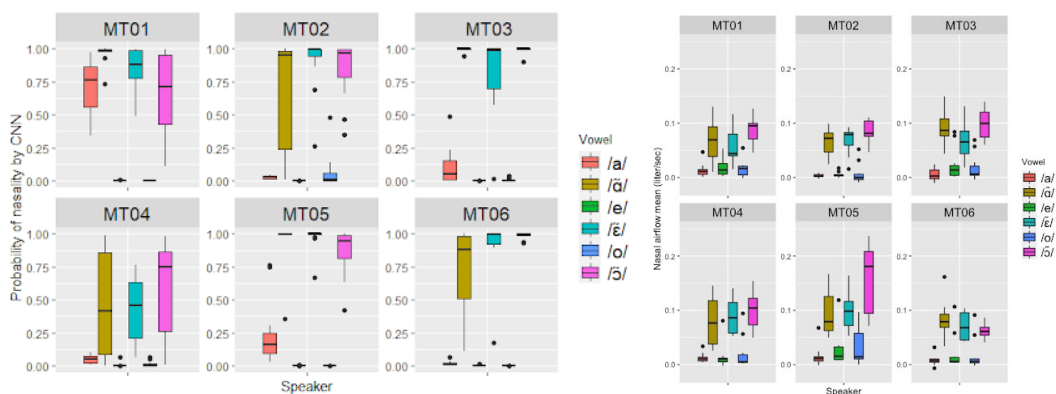 MT01 MT02 MT03
1.00
0.75
0.50
0.25
0.00
MT04 MT05 MT06
1.00
0.75
0.50
0.25
0.00
Probability of nasality by CNN
Speaker
Vowel
/a/
/ɑ̃/
/e/
/ɛ̃/
/o/
/ɔ̃/
MT01 MT02 MT03
0.2
0.1
0.0
MT04 MT05 MT06
0.2
0.1
0.0
Nasal airflow mean (liter/sec)
Speaker
Vowel
/a/
/ɑ̃/
/e/
/ɛ̃/
/o/
/ɔ̃/